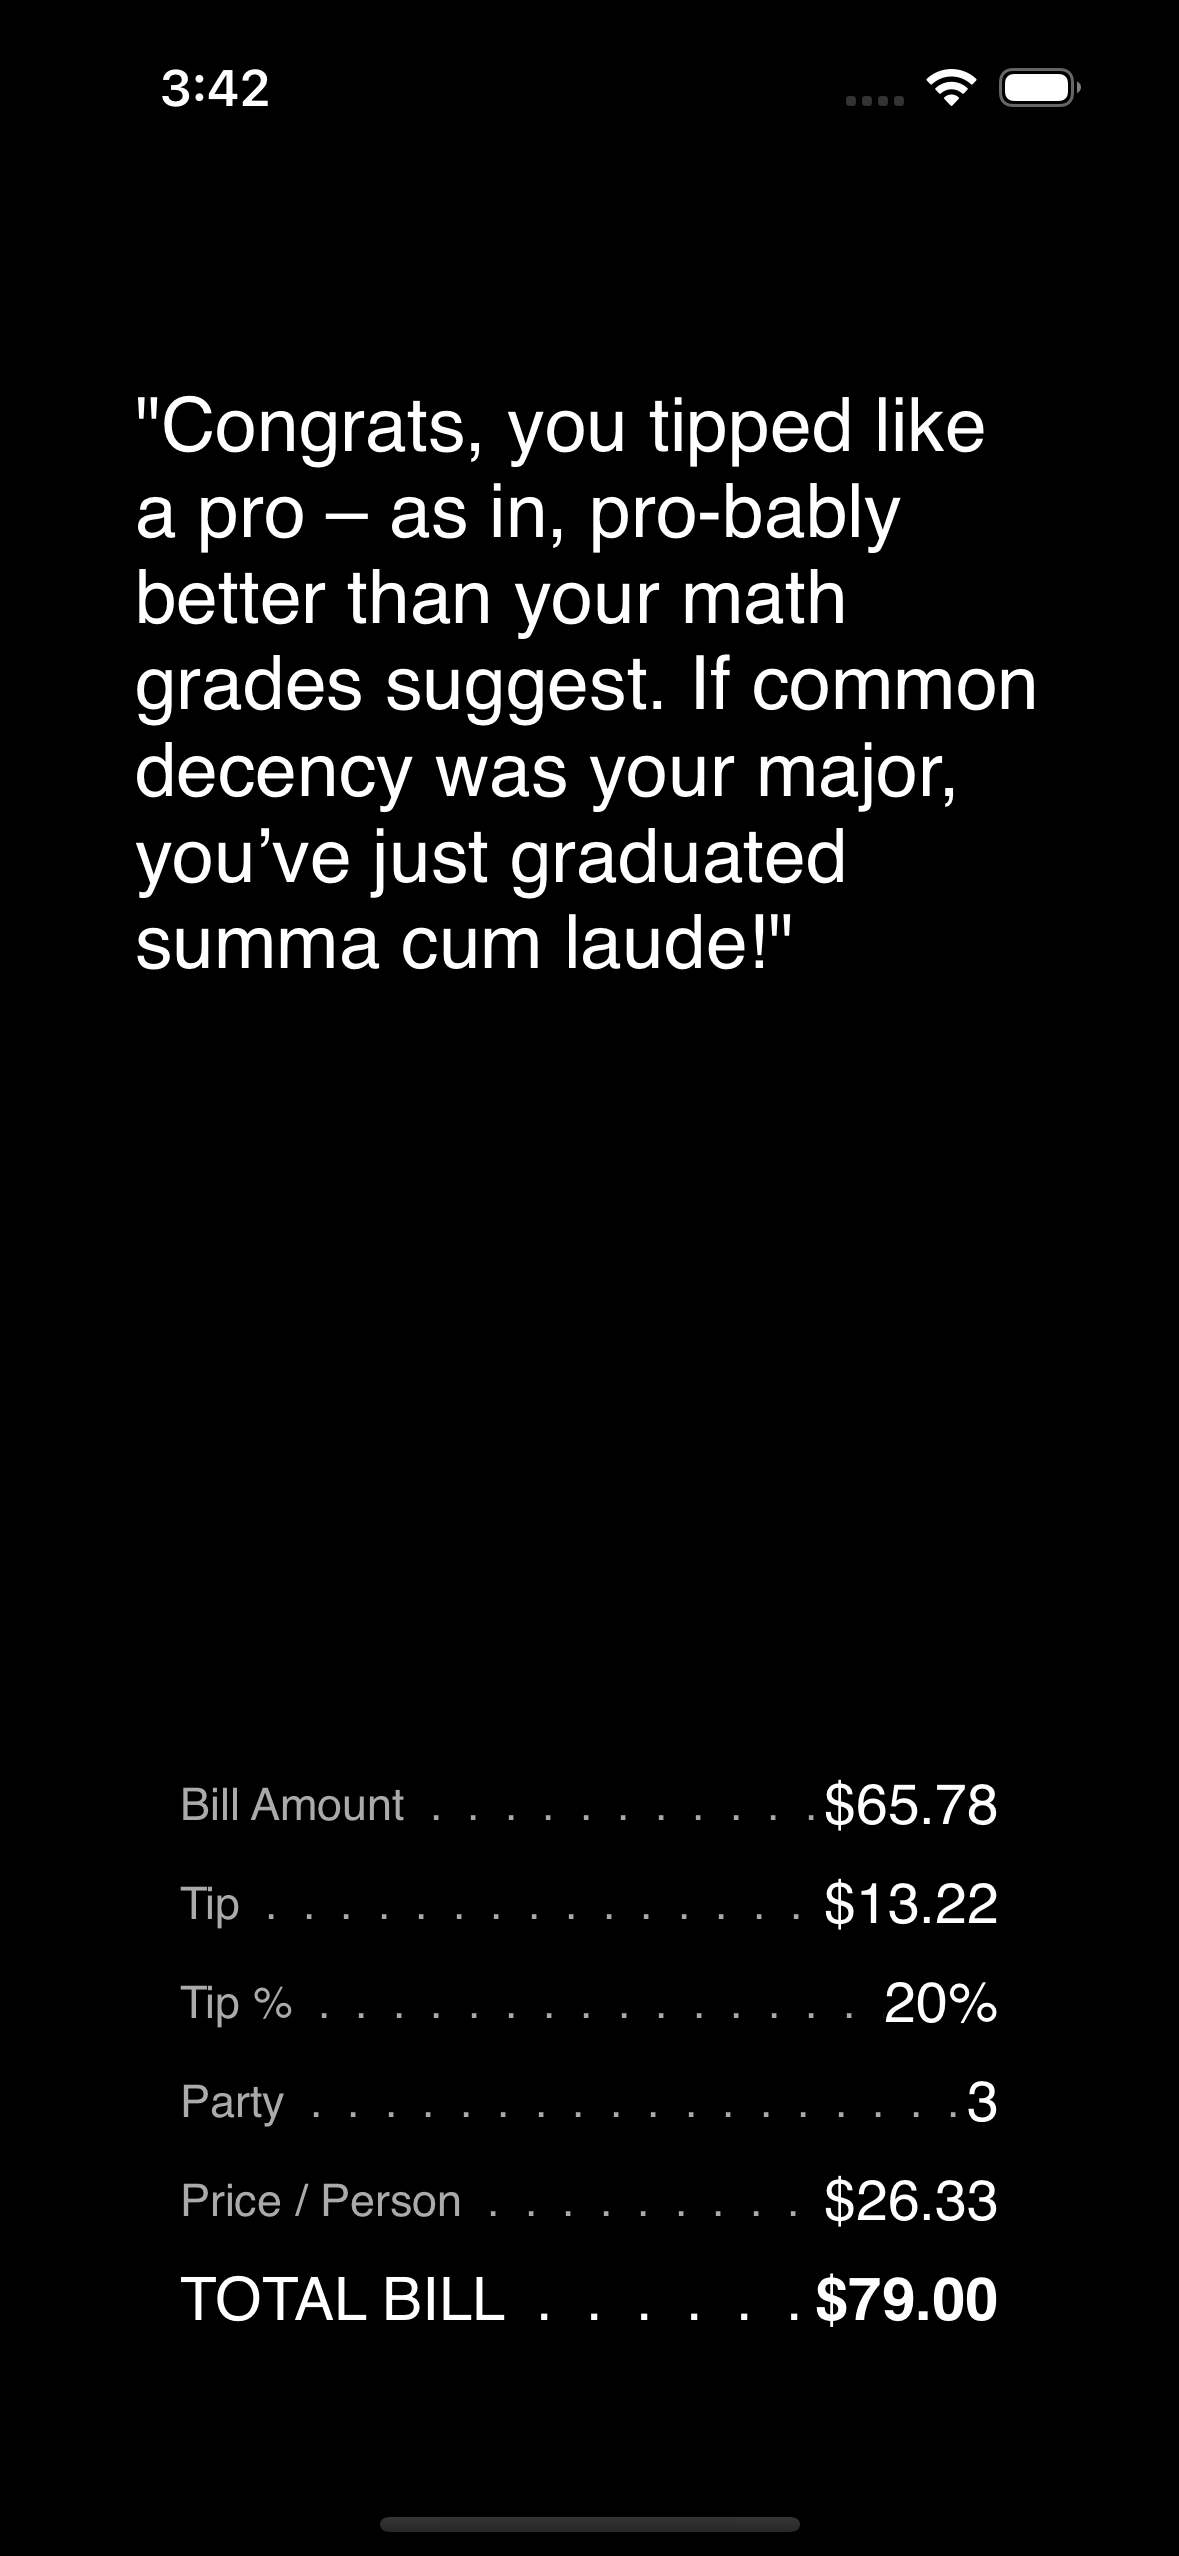 3:42
"Congrats, you tipped like
a pro – as in, pro-bably
better than your math
grades suggest. If common
decency was your major,
you’ve just graduated
summa cum laude!"
Bill Amount . . . . . . . . . . . $65.78
Tip . . . . . . . . . . . . . . . $13.22
Tip % . . . . . . . . . . . . . . . 20%
Party . . . . . . . . . . . . . . . . . . 3
Price / Person . . . . . . . . . $26.33
TOTAL BILL . . . . . . $79.00